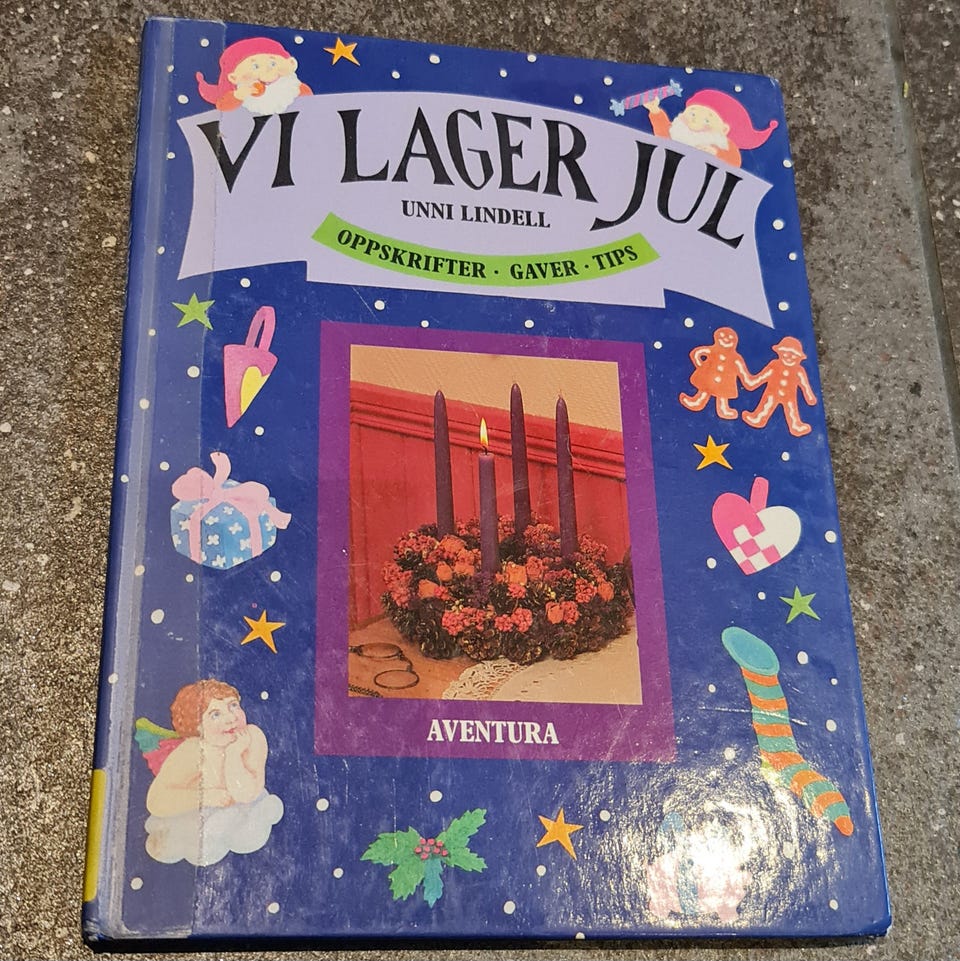 VI LAGER JUL
UNNI LINDELL
OPPSKRIFTER · GAVER · TIPS
AVENTURA